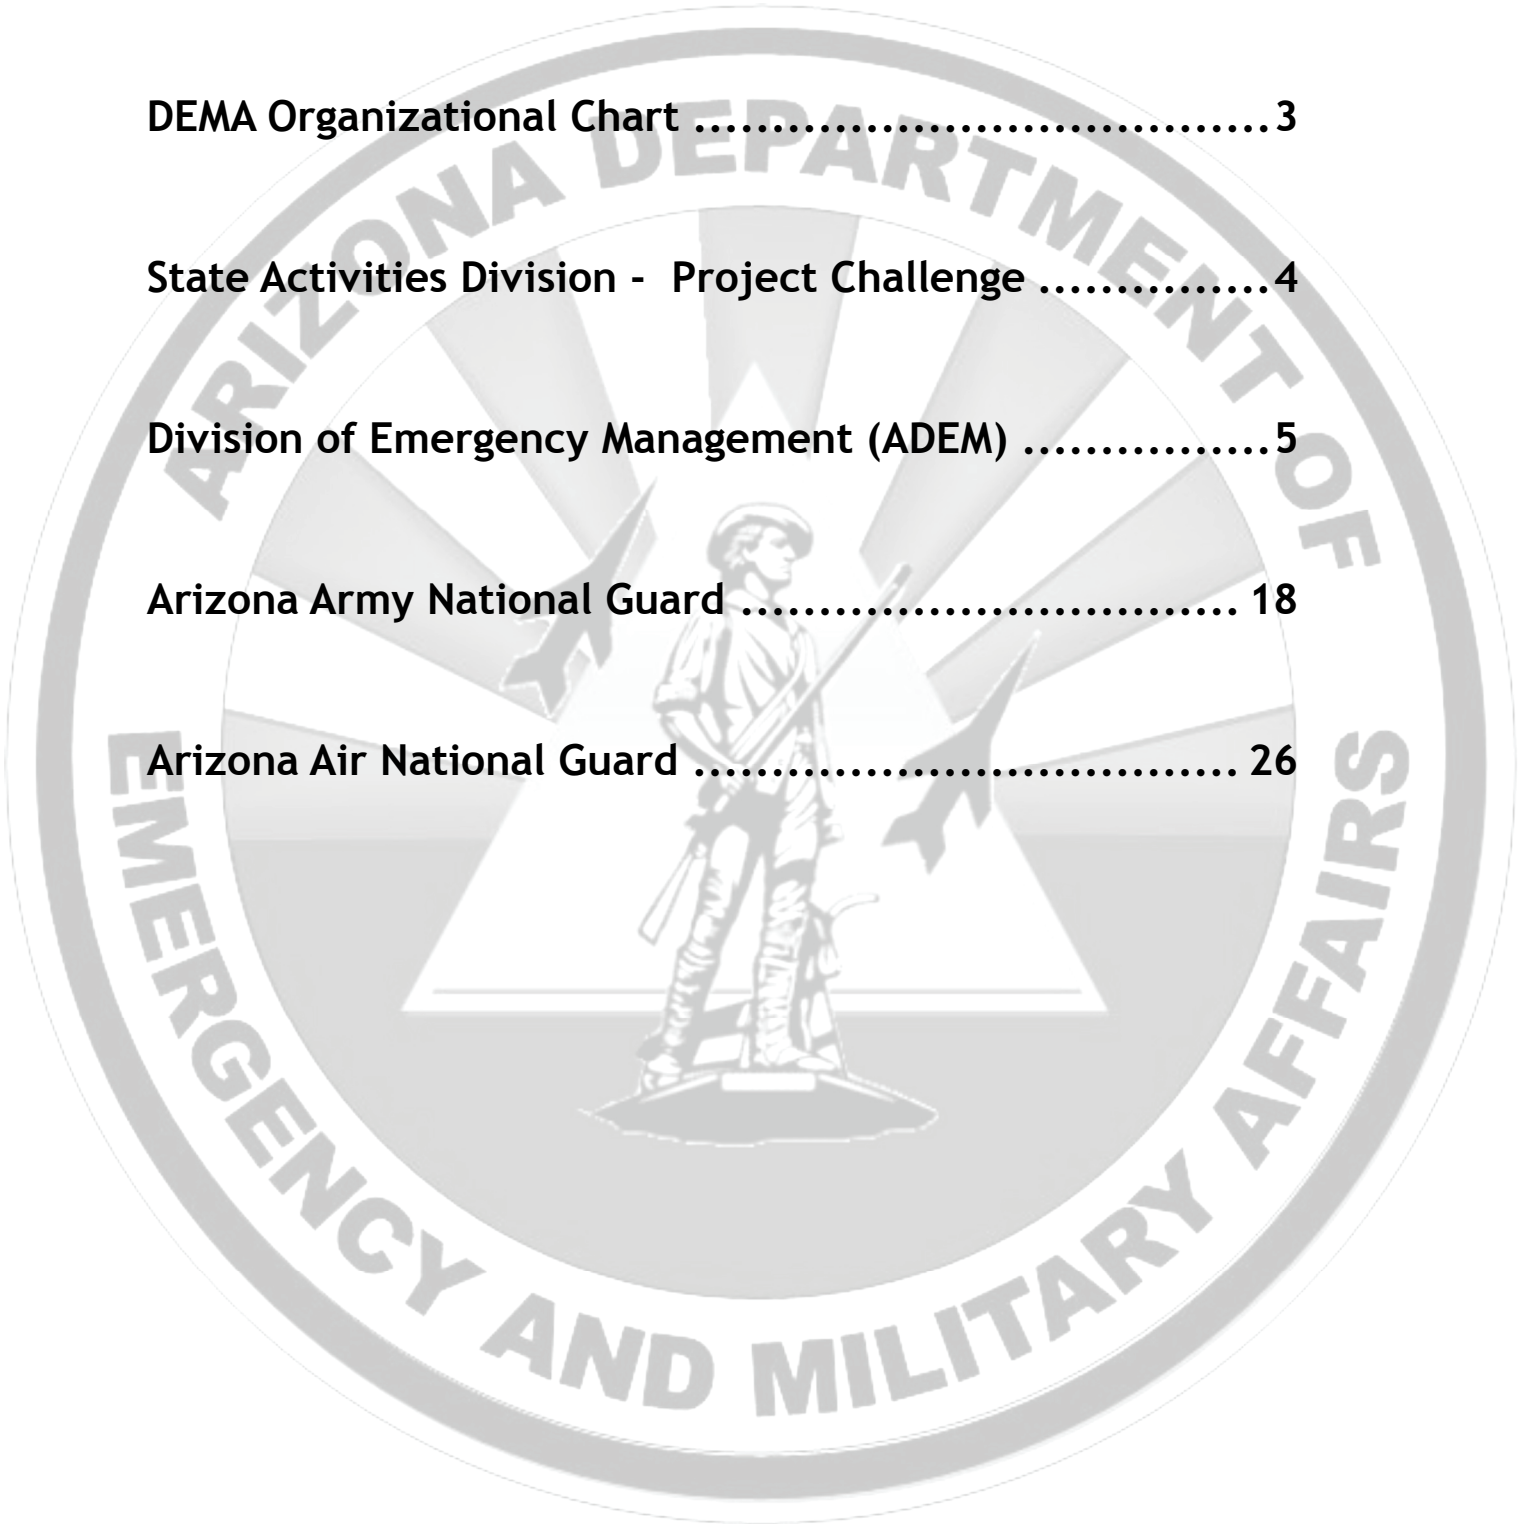 DEMA Organizational Chart .....................................3
State Activities Division -  Project Challenge ...............4
Division of Emergency Management (ADEM) ................5
Arizona Army National Guard ................................ 18
Arizona Air National Guard ................................... 26
ARIZONA DEPARTMENT OF
EMERGENCY AND MILITARY AFFAIRS